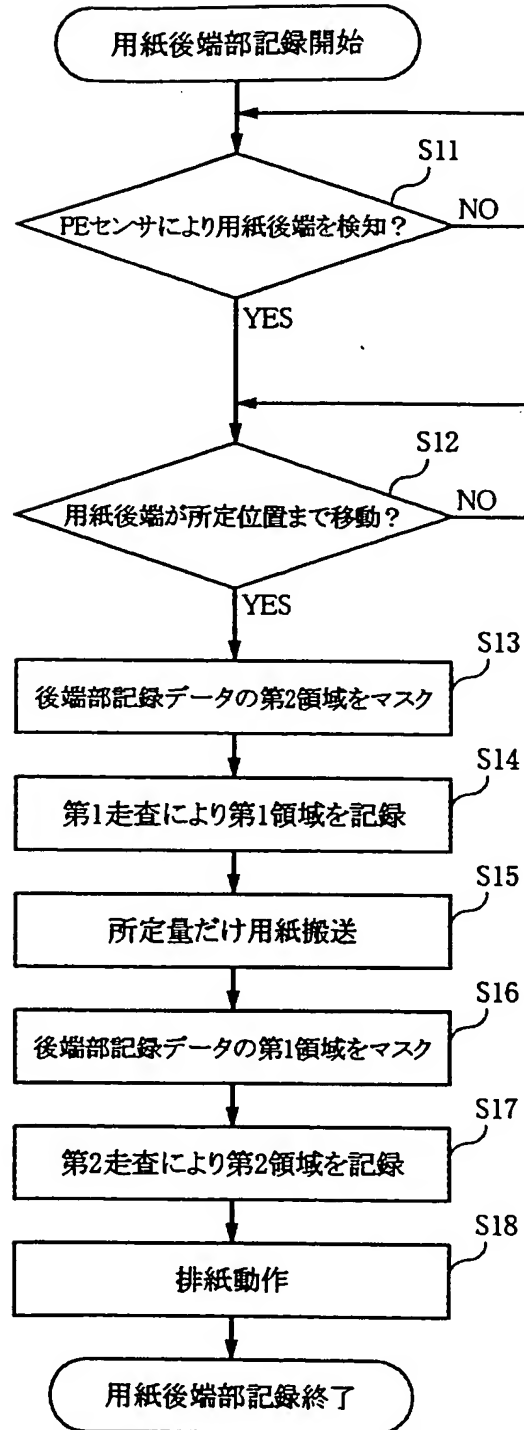 用紙後端部記録開始
S11
PEセンサにより用紙後端を検知?
NO
YES
S12
用紙後端が所定位置まで移動?
NO
YES
S13
後端部記録データの第2領域をマスク
S14
第1走査により第1領域を記録
S15
所定量だけ用紙搬送
S16
後端部記録データの第1領域をマスク
S17
第2走査により第2領域を記録
S18
排紙動作
用紙後端部記録終了